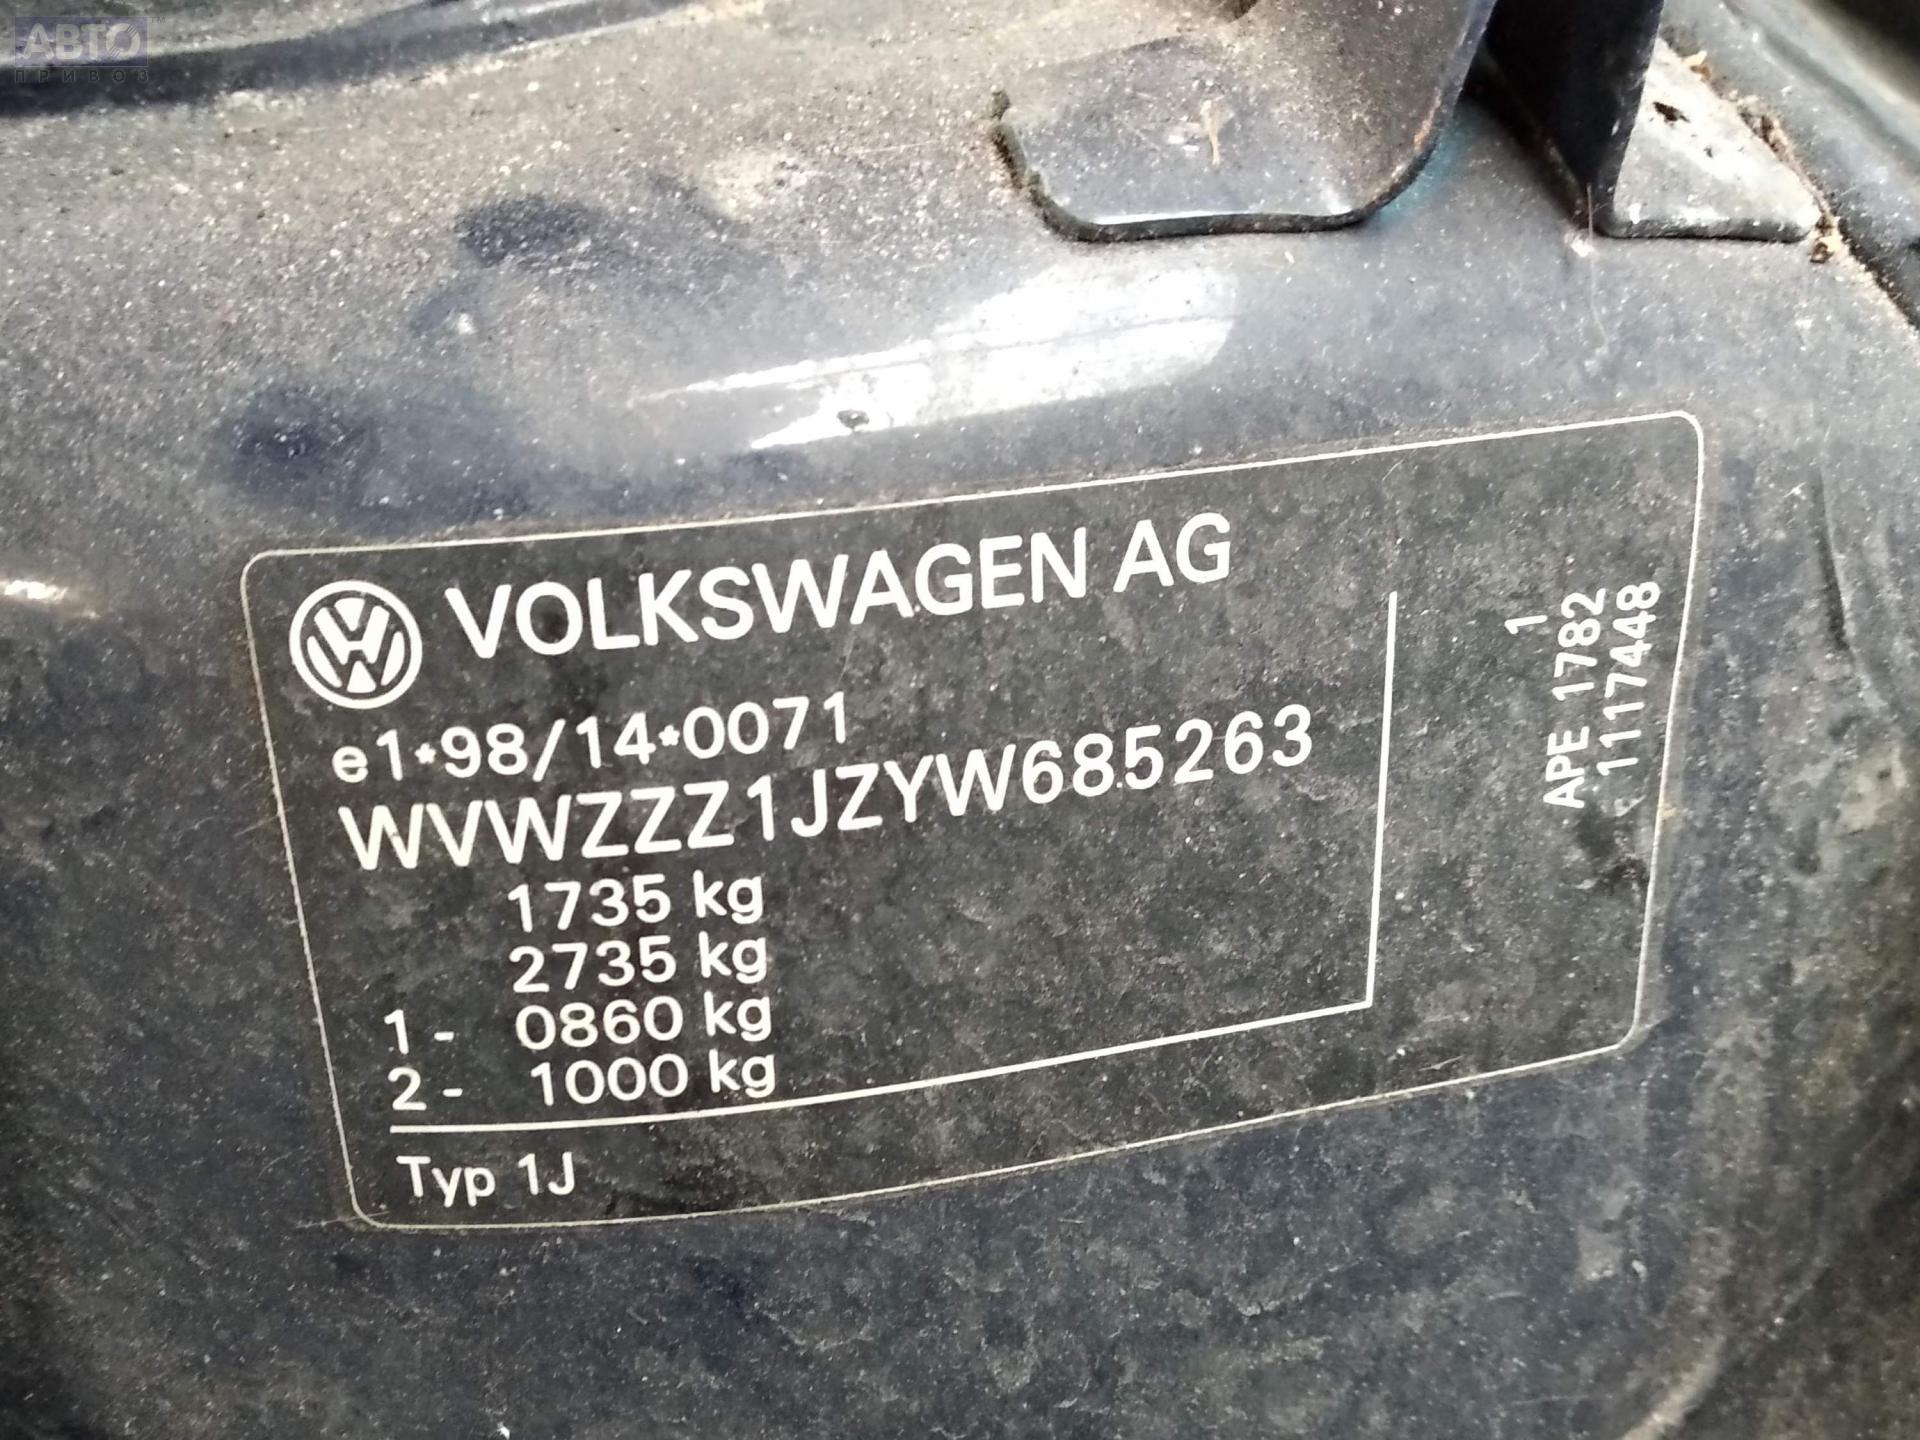 АВТО™
ПРИВОЗ
VOLKSWAGEN AG
e1*98/14*0071
WVWZZZ1JZYW685263
1735 kg
2735 kg
1- 0860 kg
2- 1000 kg
Typ 1J
1
APE 1782
1117448